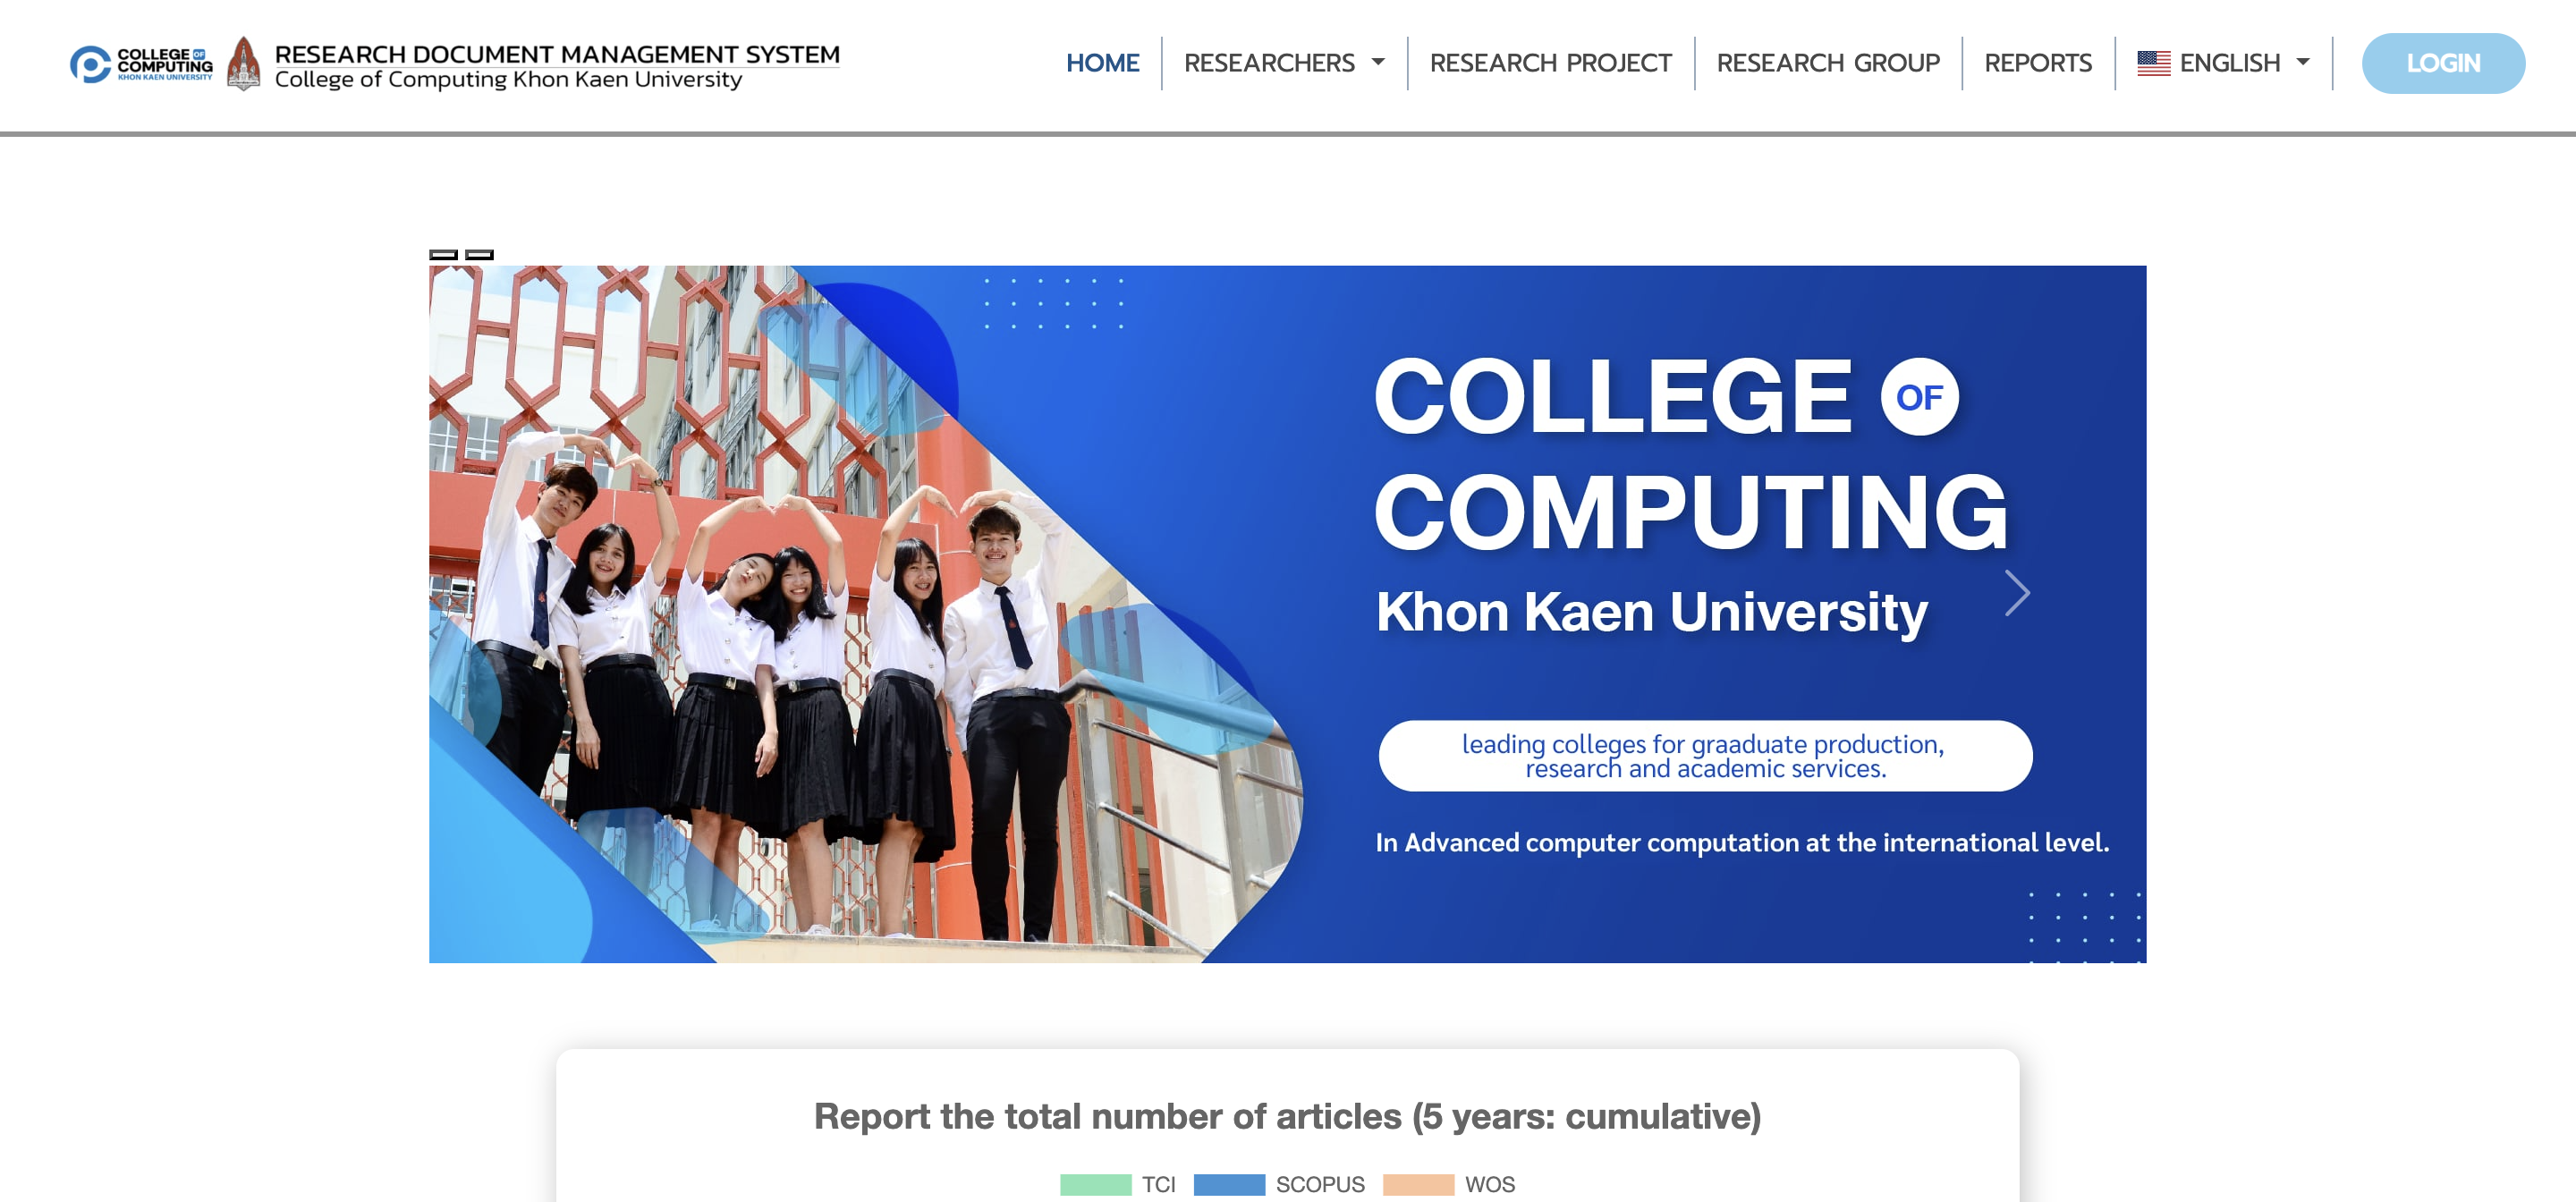 COLLEGE OF
COMPUTING
KHON KAEN UNIVERSITY
RESEARCH DOCUMENT MANAGEMENT SYSTEM
College of Computing Khon Kaen University
HOME
RESEARCHERS
RESEARCH PROJECT
RESEARCH GROUP
REPORTS
ENGLISH
LOGIN
COLLEGE OF
COMPUTING
Khon Kaen University
leading colleges for graaduate production,
research and academic services.
In Advanced computer computation at the international level.
Report the total number of articles (5 years: cumulative)
TCI SCOPUS WOS